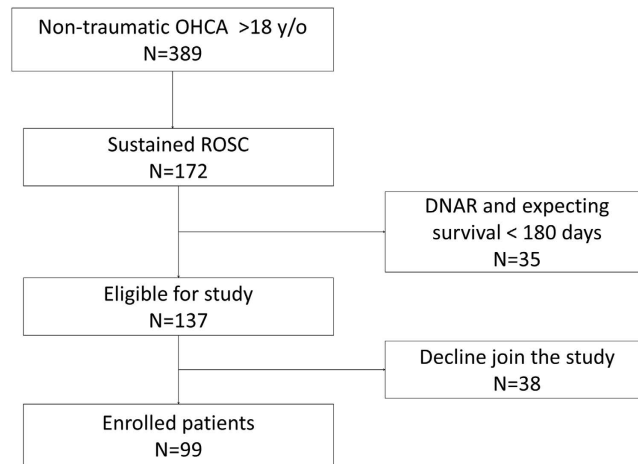 Non-traumatic OHCA >18 y/o
N=389
Sustained ROSC
N=172
DNAR and expecting
survival < 180 days
N=35
Eligible for study
N=137
Decline join the study
N=38
Enrolled patients
N=99